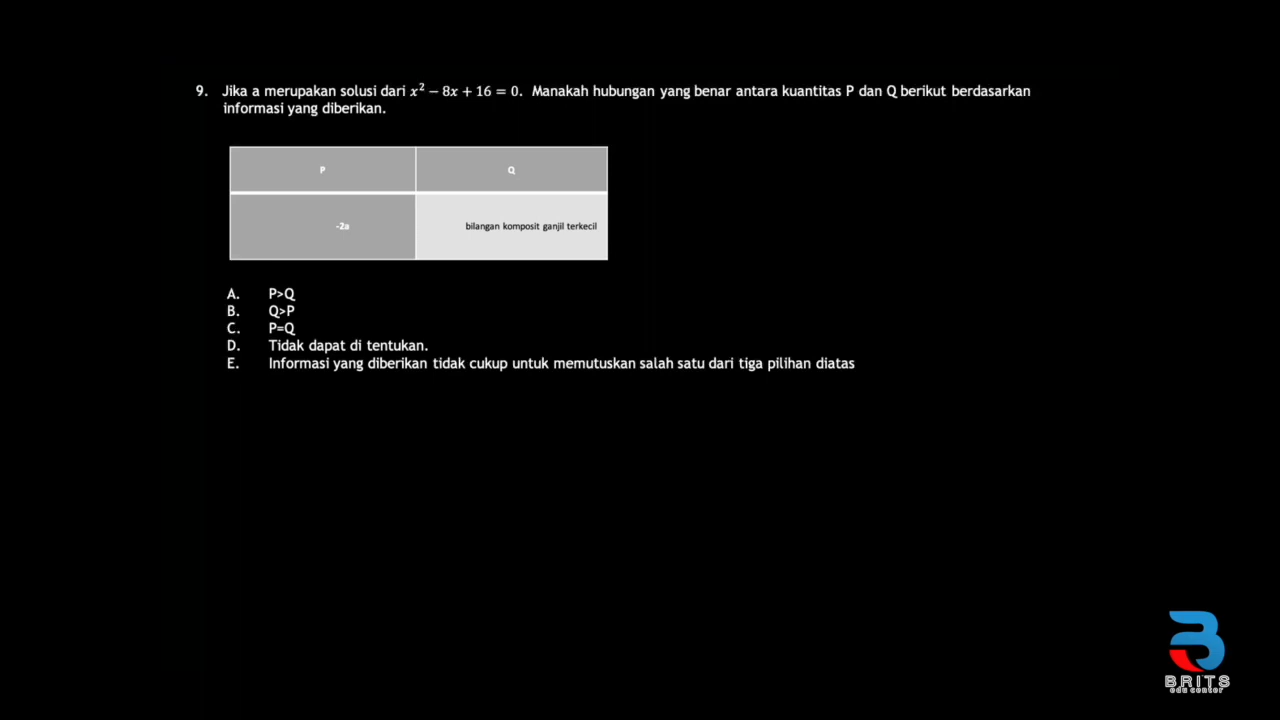 9. Jika a merupakan solusi dari x² − 8x + 16 = 0. Manakah hubungan yang benar antara kuantitas P dan Q berikut berdasarkan
informasi yang diberikan.
P Q
-2a bilangan komposit ganjil terkecil
A. P>Q
B. Q>P
C. P=Q
D. Tidak dapat di tentukan.
E. Informasi yang diberikan tidak cukup untuk memutuskan salah satu dari tiga pilihan diatas
BRITS
edu center